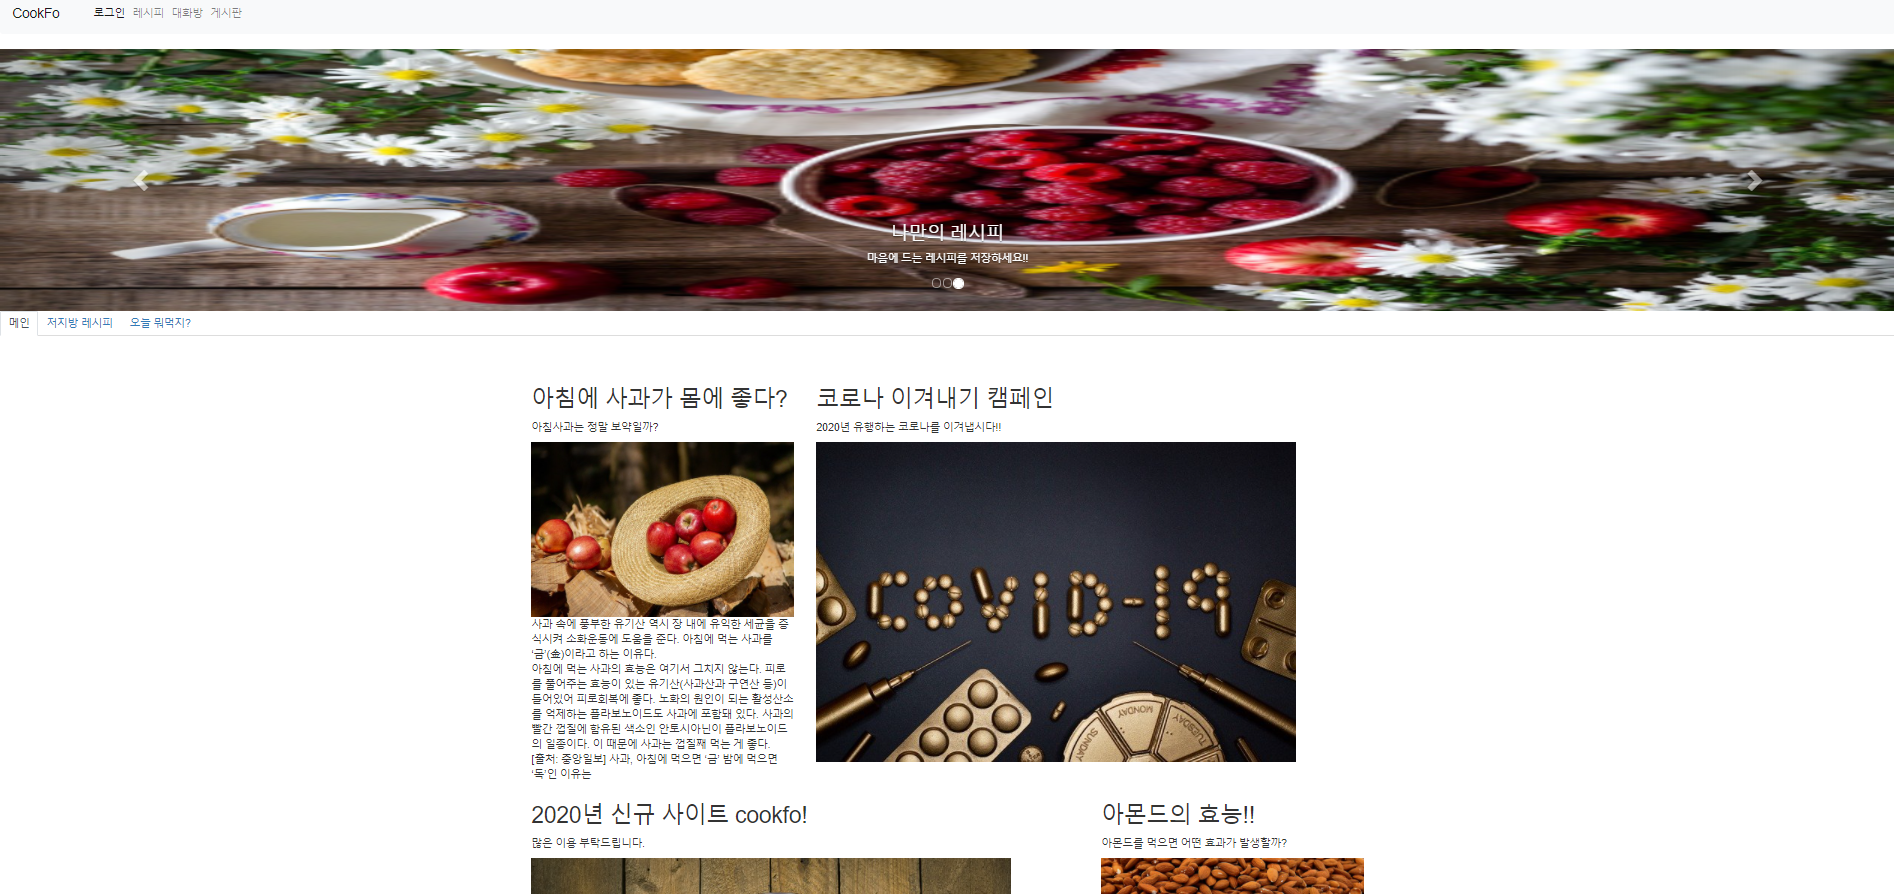 CookFo 로그인 레시피 대화방 게시판
나만의 레시피
마음에 드는 레시피를 저장하세요!!
메인 저지방 레시피 오늘 뭐먹지?
아침에 사과가 몸에 좋다?
아침사과는 정말 보약일까?
사과 속에 풍부한 유기산 역시 장 내에 유익한 세균을 증
식시켜 소화운동에 도움을 준다. 아침에 먹는 사과를
‘금’(金)이라고 하는 이유다.
아침에 먹는 사과의 효능은 여기서 그치지 않는다. 피로
를 풀어주는 효능이 있는 유기산(사과산과 구연산 등)이
들어있어 피로회복에 좋다. 노화의 원인이 되는 활성산소
를 억제하는 플라보노이드도 사과에 포함돼 있다. 사과의
빨간 껍질에 함유된 색소인 안토시아닌이 플라보노이드
의 일종이다. 이 때문에 사과는 껍질째 먹는 게 좋다.
[출처: 중앙일보] 사과, 아침에 먹으면 ‘금’ 밤에 먹으면
‘독’인 이유는
코로나 이겨내기 캠페인
2020년 유행하는 코로나를 이겨냅시다!!
COVID-19
MONDAY
TUESDAY
SUNDAY
2020년 신규 사이트 cookfo!
많은 이용 부탁드립니다.
아몬드의 효능!!
아몬드를 먹으면 어떤 효과가 발생할까?